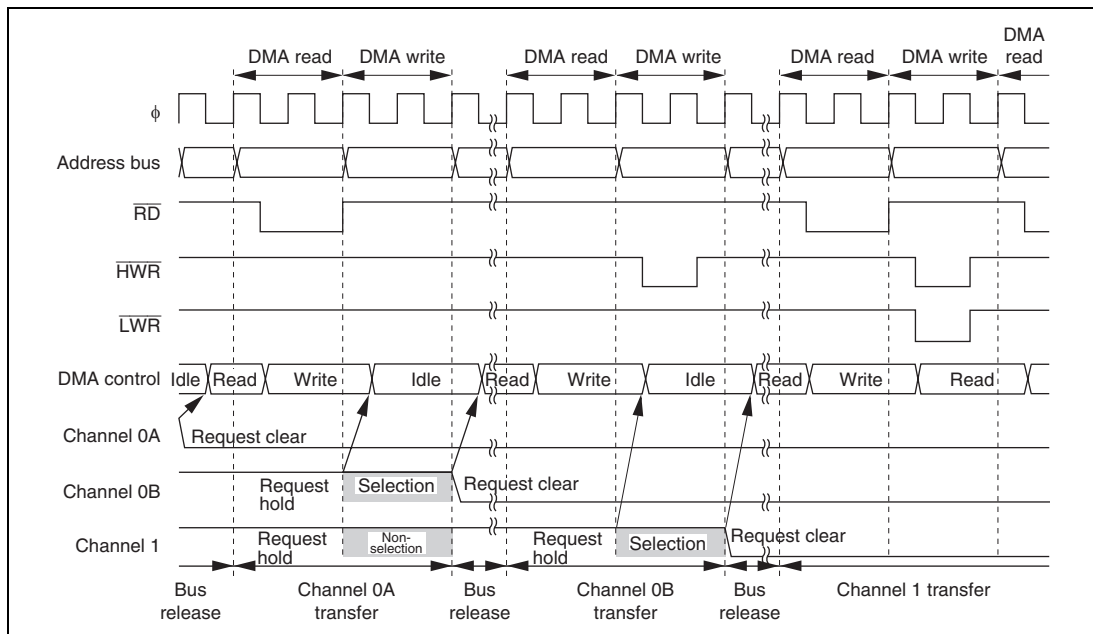 DMA
DMA read DMA write DMA read DMA write DMA read DMA write read
φ
Address bus
RD
HWR
LWR
DMA control Idle Read Write Idle Read Write Idle Read Write Read
Channel 0A Request clear
Channel 0B Request hold Selection Request clear
Channel 1 Request hold Non-selection Request hold Selection Request clear
Bus release Channel 0A transfer Bus release Channel 0B transfer Bus release Channel 1 transfer